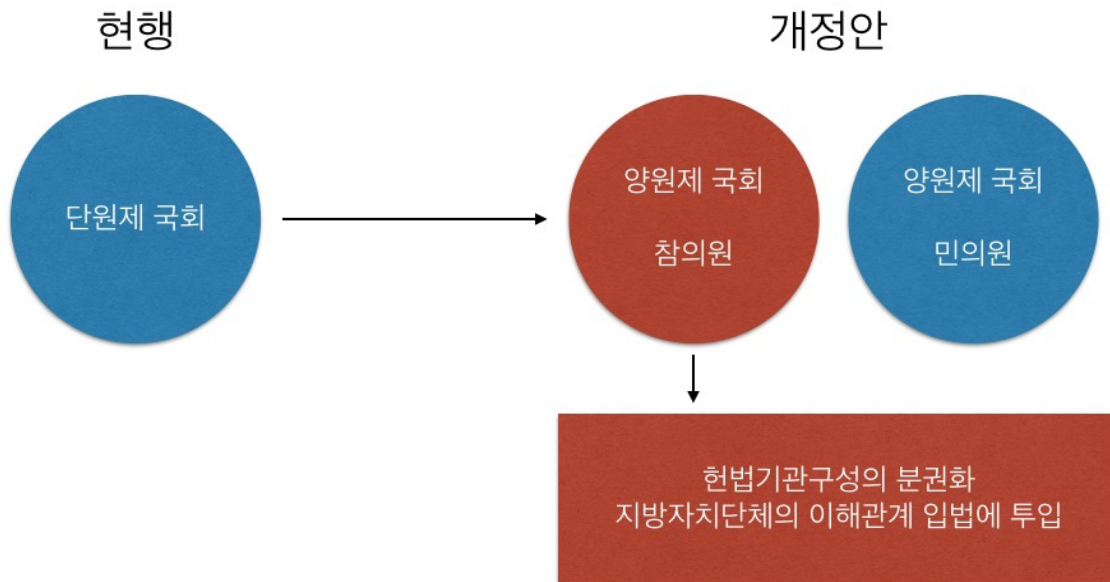 현행
개정안
단원제 국회
양원제 국회
참의원
양원제 국회
민의원
헌법기관구성의 분권화
지방자치단체의 이해관계 입법에 투입